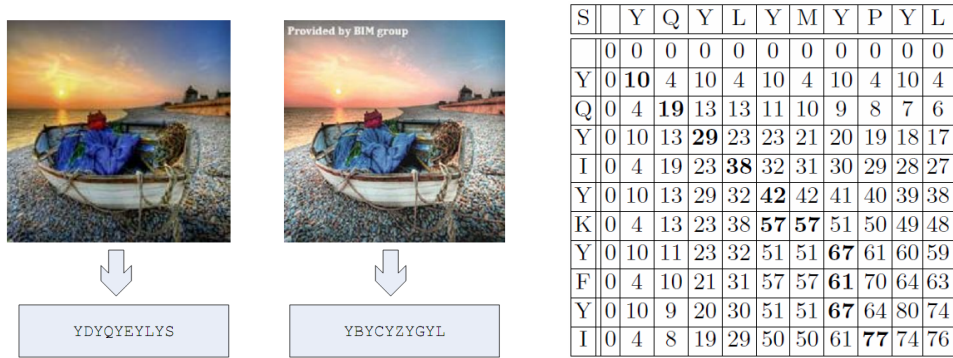 Provided by BIM group
YDYQYEYLYS
YBYCYZYGYL
S Y Q Y L Y M Y P Y L
0 0 0 0 0 0 0 0 0 0 0
Y 0 10 4 10 4 10 4 10 4 10 4
Q 0 4 19 13 13 11 10 9 8 7 6
Y 0 10 13 29 23 23 21 20 19 18 17
I 0 4 19 23 38 32 31 30 29 28 27
Y 0 10 13 29 32 42 42 41 40 39 38
K 0 4 13 23 38 57 57 51 50 49 48
Y 0 10 11 23 32 51 51 67 61 60 59
F 0 4 10 21 31 57 57 61 70 64 63
Y 0 10 9 20 30 51 51 67 64 80 74
I 0 4 8 19 29 50 50 61 77 74 76